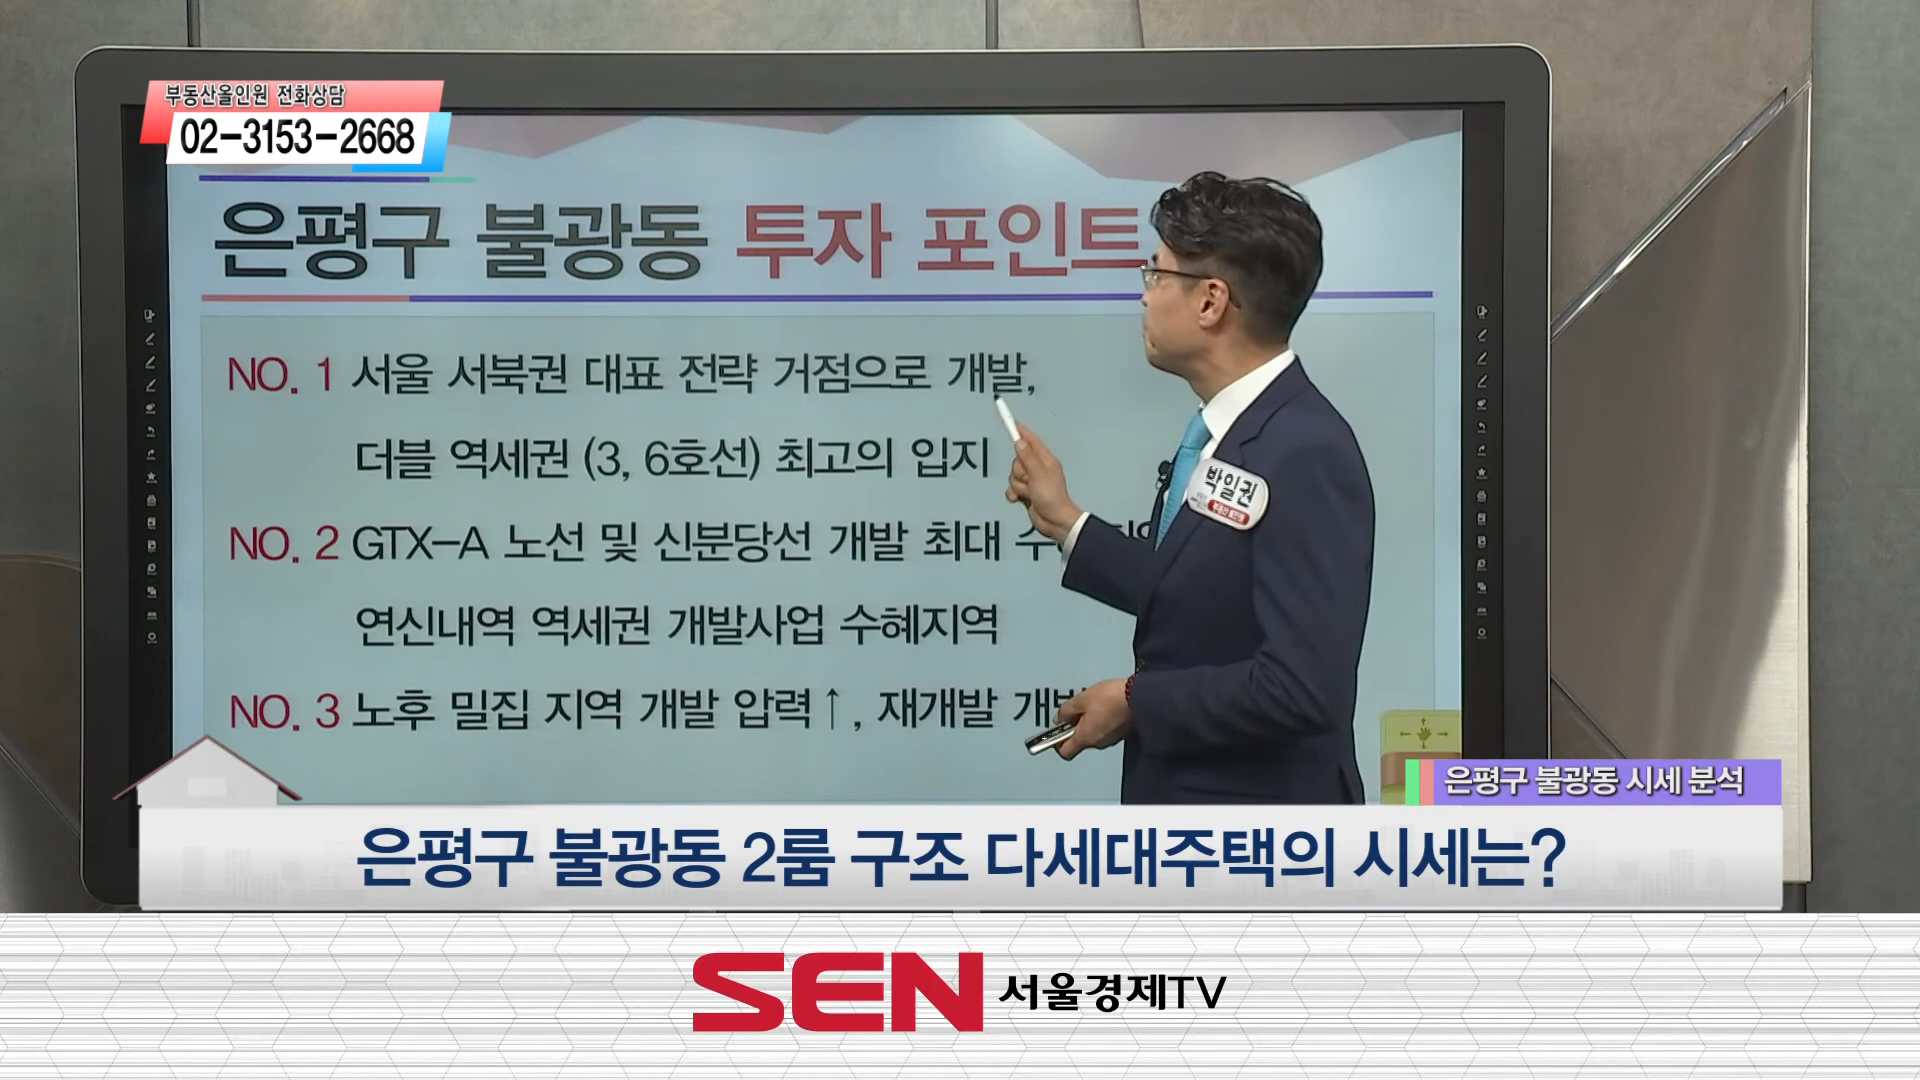 부동산올인원 전화상담
02-3153-2668
은평구 불광동 투자 포인트
NO. 1 서울 서북권 대표 전략 거점으로 개발,
더블 역세권 (3, 6호선) 최고의 입지
NO. 2 GTX-A 노선 및 신분당선 개발 최대
연신내역 역세권 개발사업 수혜지역
NO. 3 노후 밀집 지역 개발 압력↑, 재개발
박일권
은평구 불광동 시세 분석
은평구 불광동 2룸 구조 다세대주택의 시세는?
SEN 서울경제TV